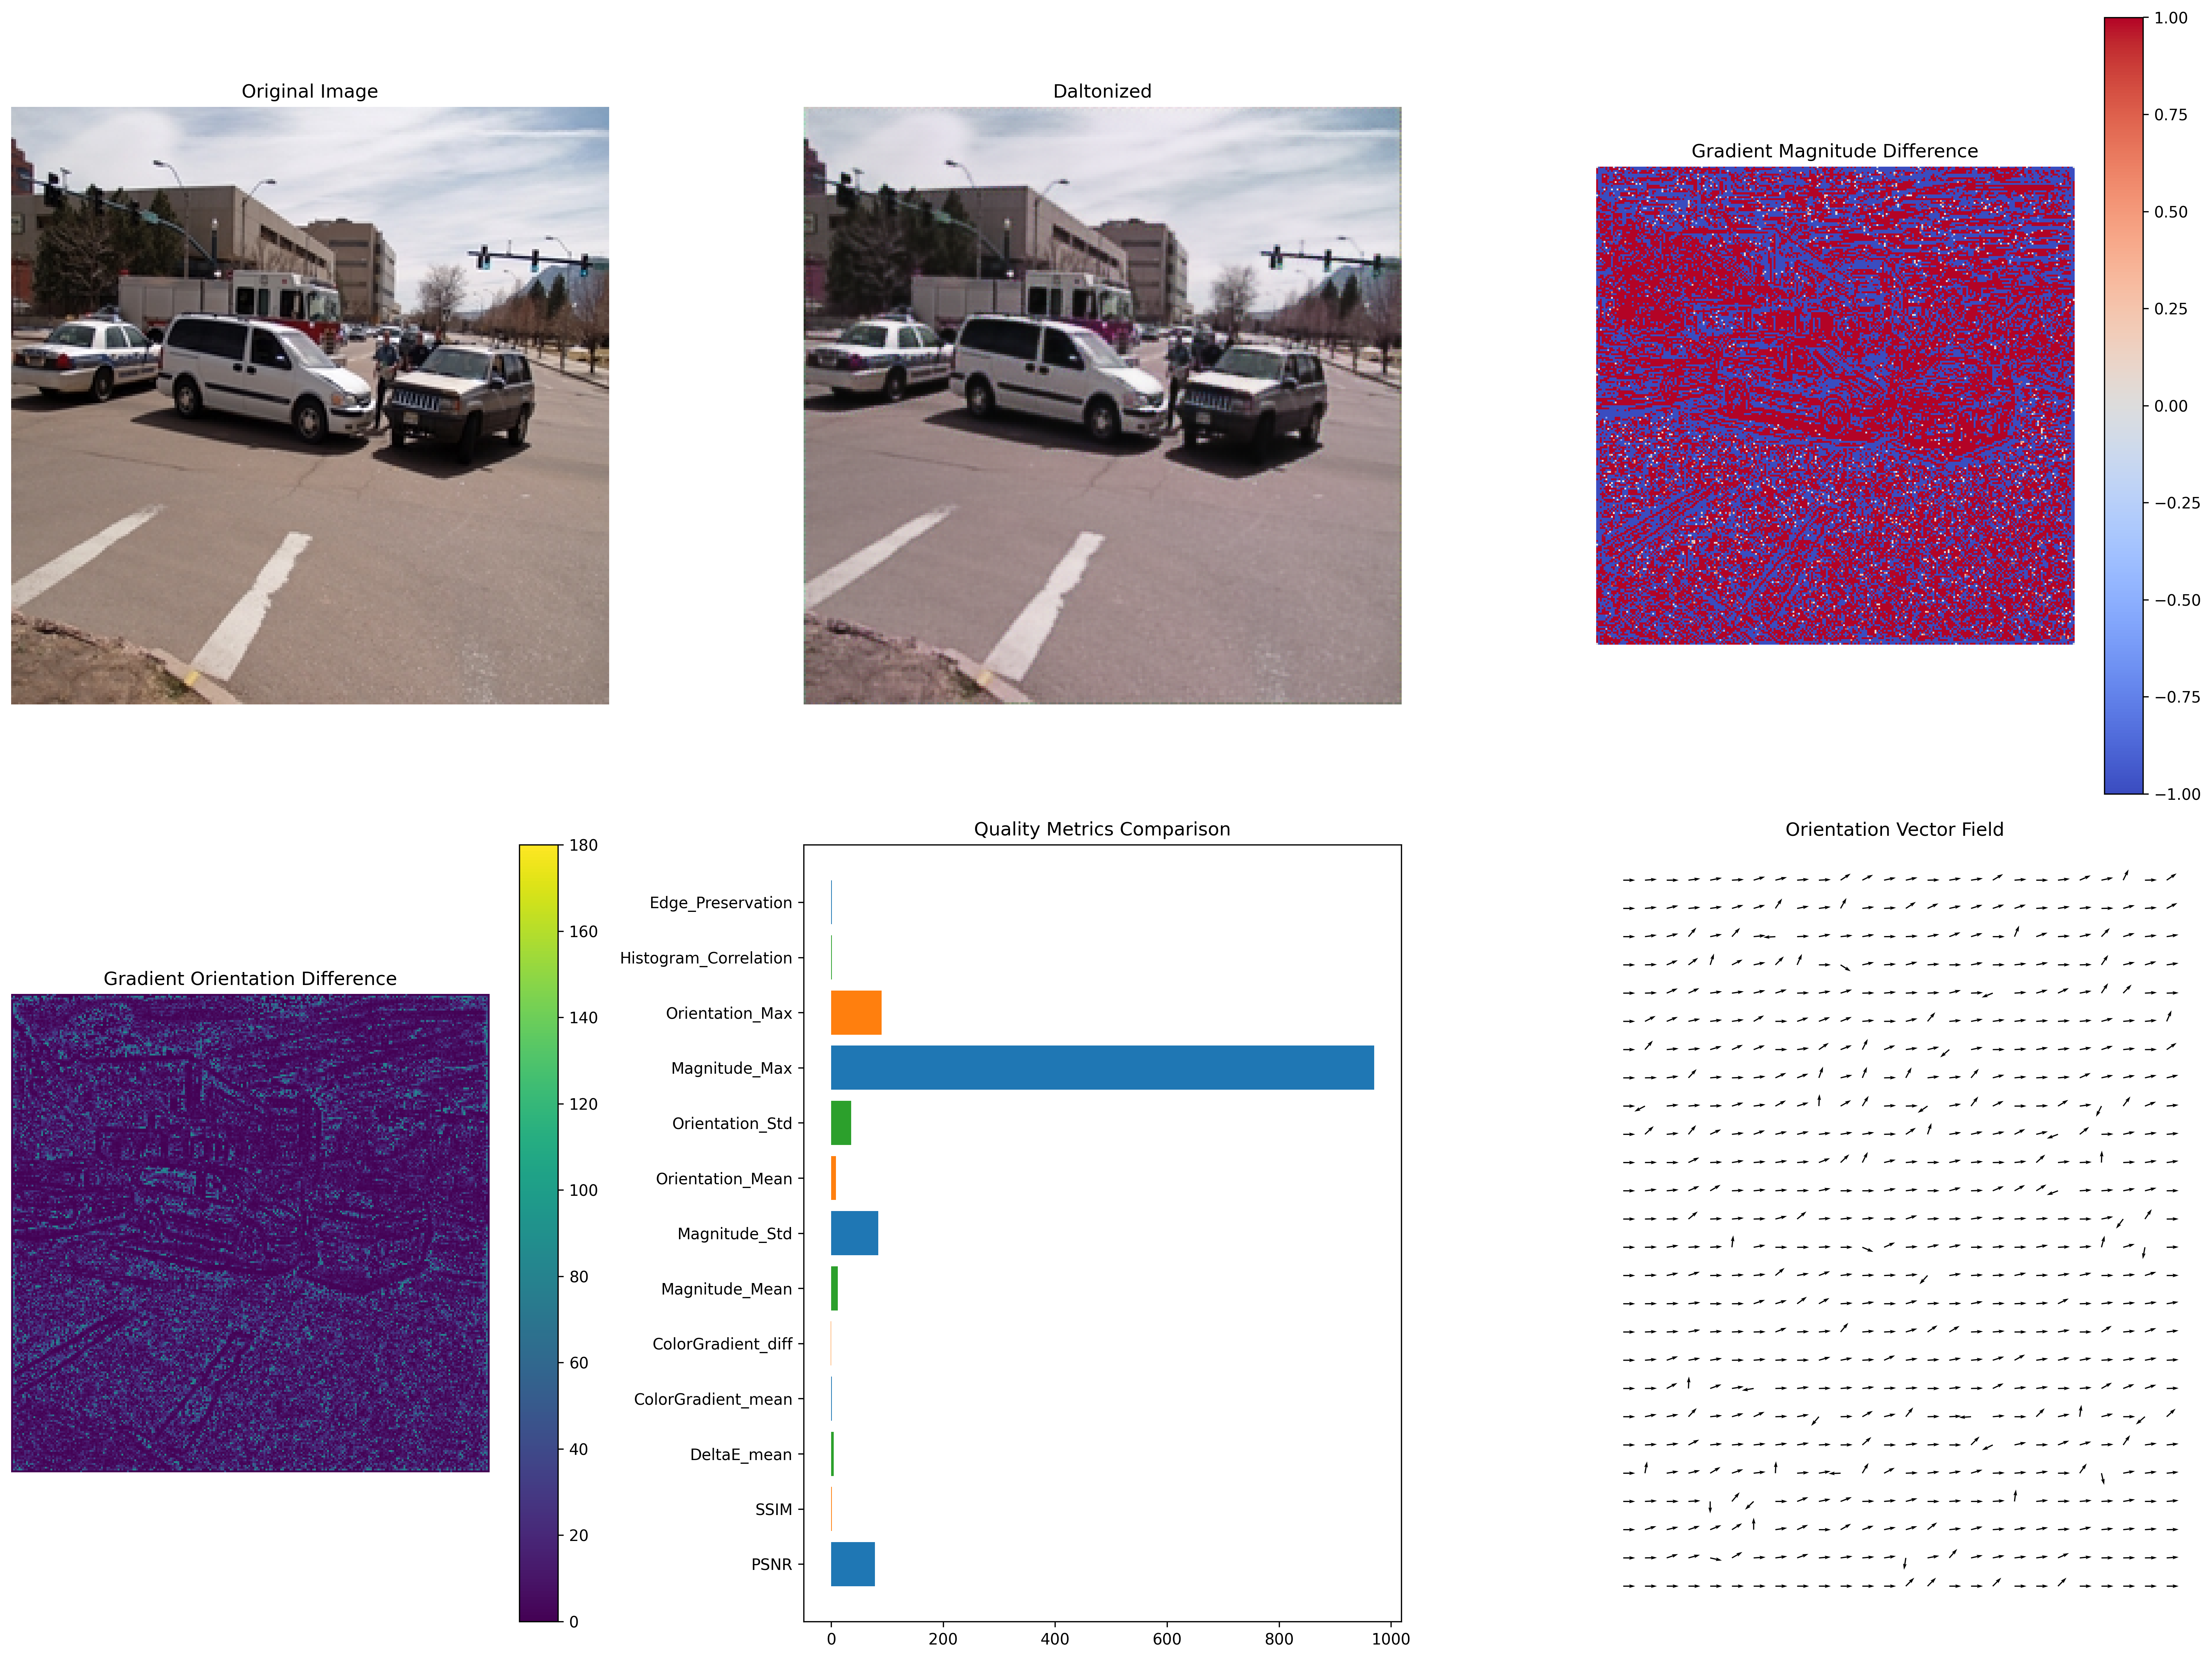 Original Image
Daltonized
Gradient Magnitude Difference
1.00
0.75
0.50
0.25
0.00
−0.25
−0.50
−0.75
−1.00
Gradient Orientation Difference
180
160
140
120
100
80
60
40
20
0
Quality Metrics Comparison
Edge_Preservation
Histogram_Correlation
Orientation_Max
Magnitude_Max
Orientation_Std
Orientation_Mean
Magnitude_Std
Magnitude_Mean
ColorGradient_diff
ColorGradient_mean
DeltaE_mean
SSIM
PSNR
0 200 400 600 800 1000
Orientation Vector Field